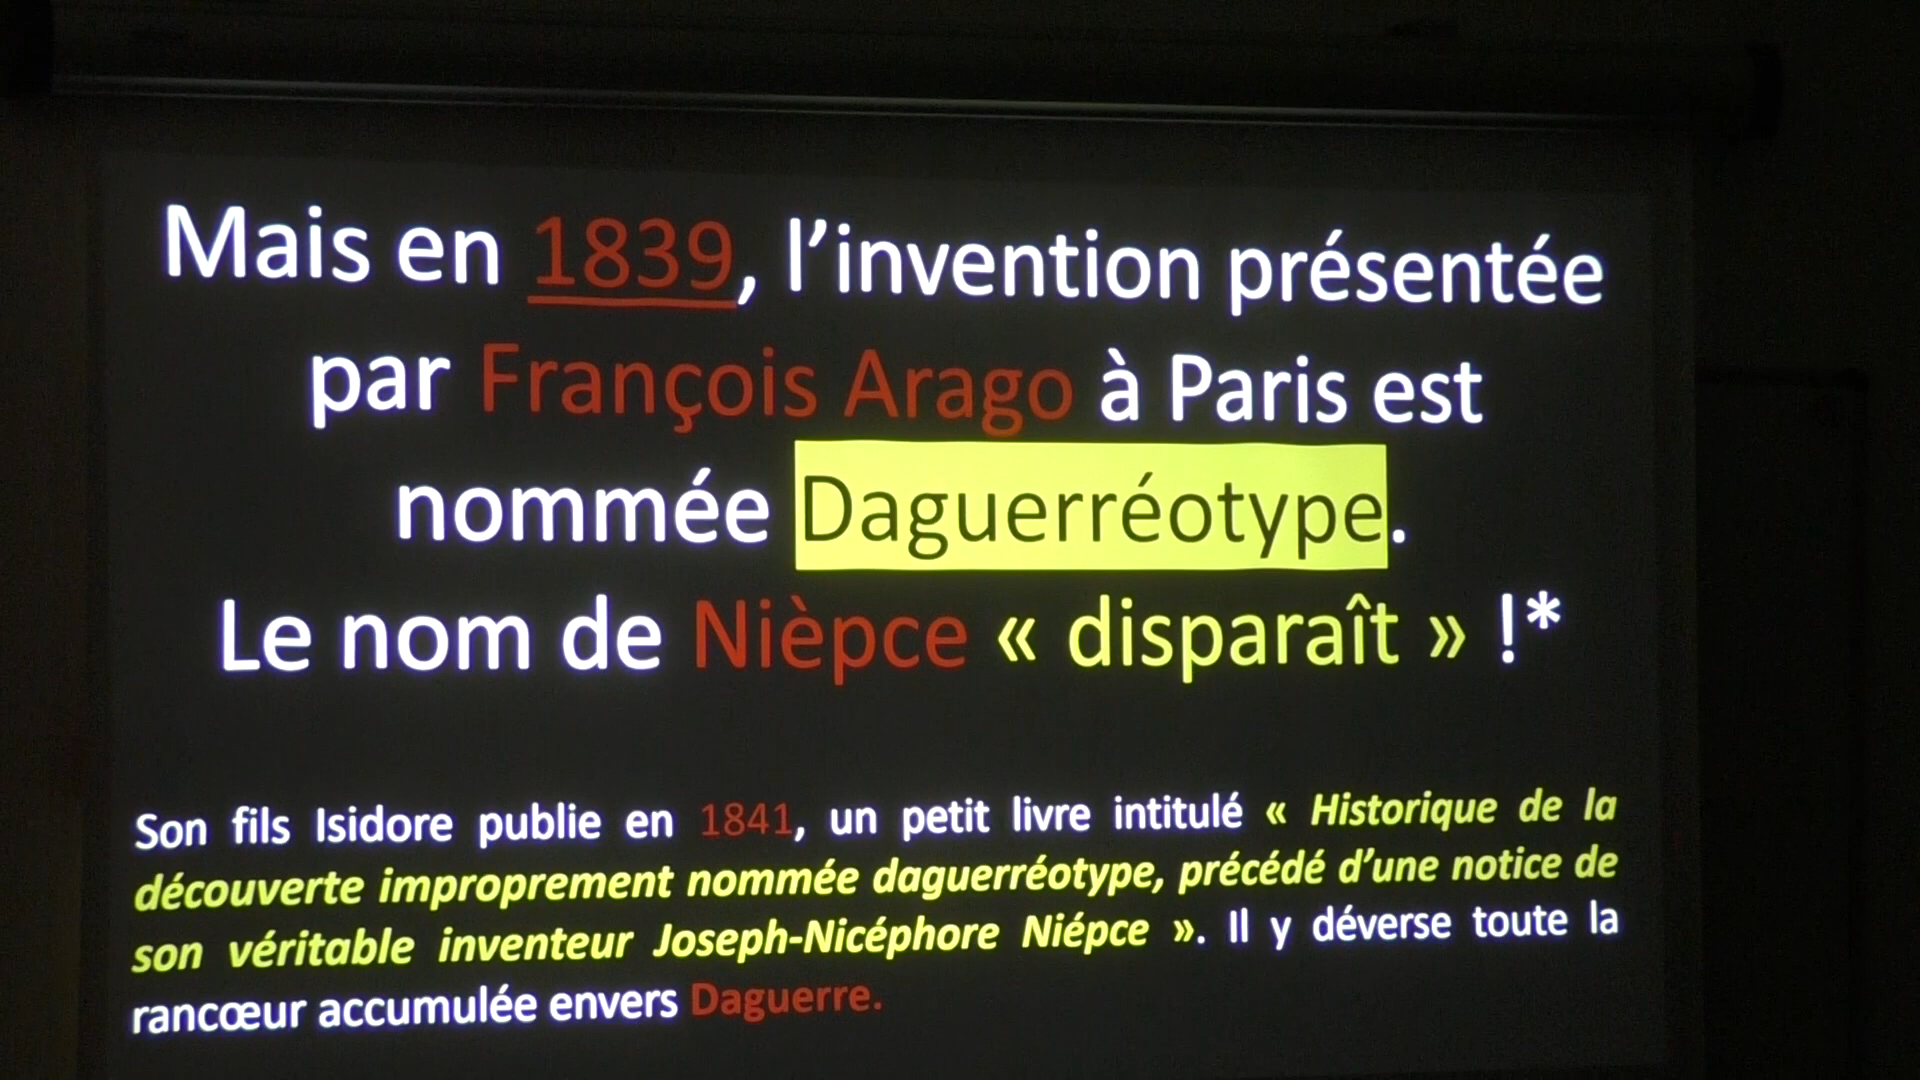 Mais en 1839, l’invention présentée
par François Arago à Paris est
nommée Daguerréotype.
Le nom de Nièpce « disparaît » !*
Son fils Isidore publie en 1841, un petit livre intitulé « Historique de la
découverte improprement nommée daguerréotype, précédé d’une notice de
son véritable inventeur Joseph-Nicéphore Niépce ». Il y déverse toute la
rancœur accumulée envers Daguerre.